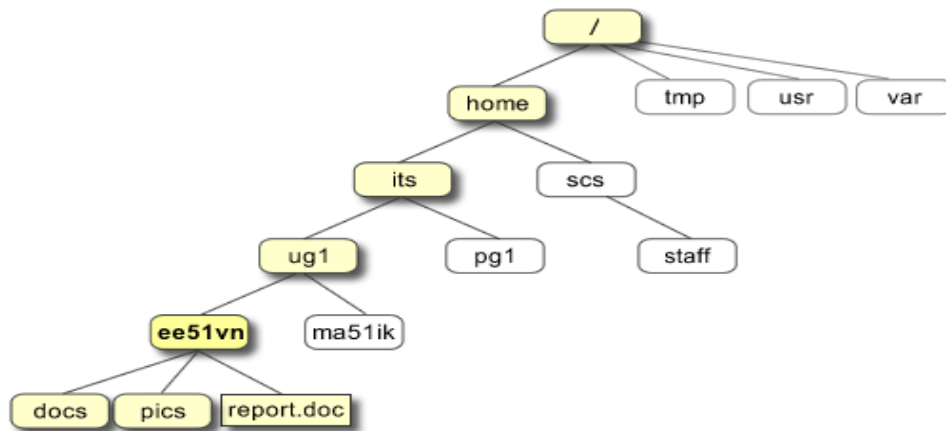 /
home tmp usr var
its scs
ug1 pg1 staff
ee51vn ma51ik
docs pics report.doc